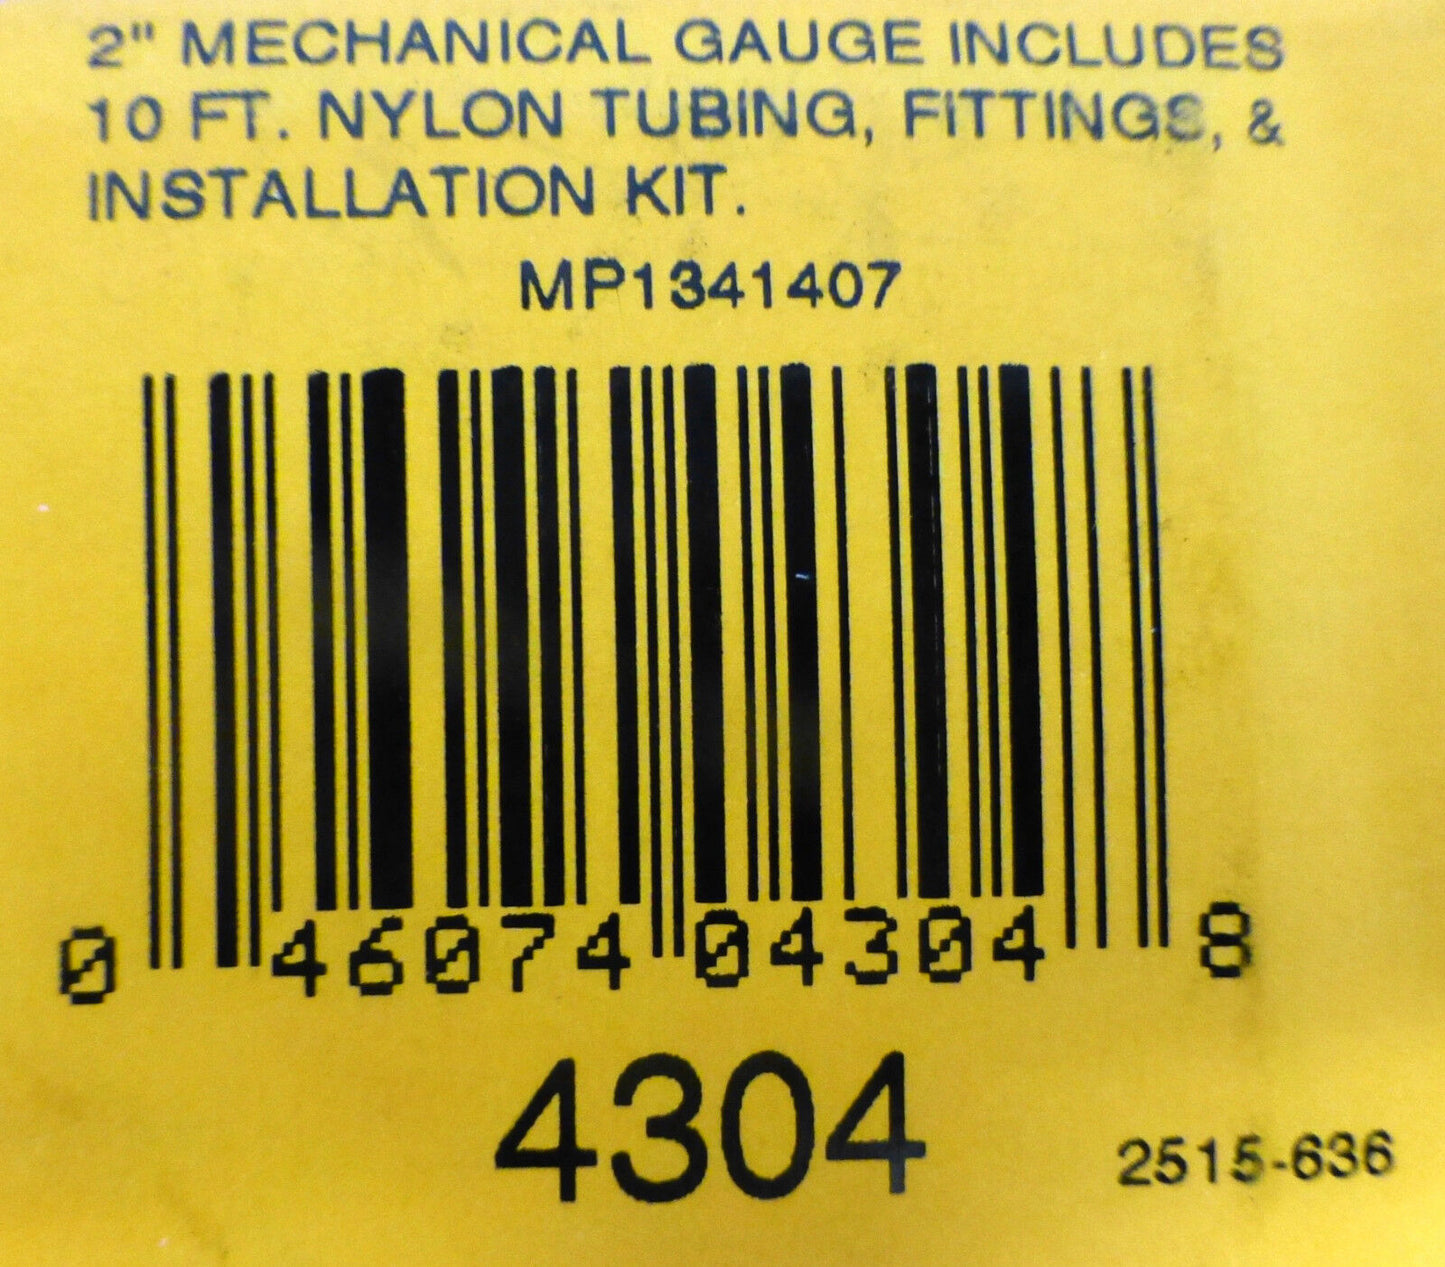 2" MECHANICAL GAUGE INCLUDES
10 FT. NYLON TUBING, FITTINGS, &
INSTALLATION KIT.
MP1341407
0 46074 04304 8
4304
2515-636